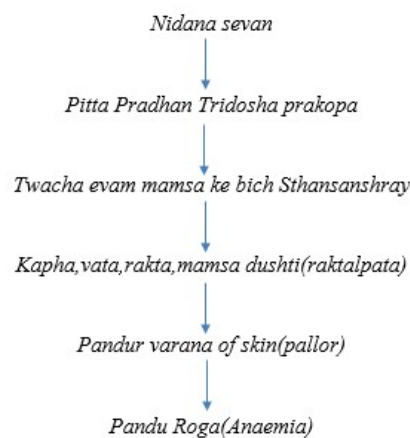 Nidana sevan
Pitta Pradhan Tridosha prakopa
Twacha evam mamsa ke bich Sthansanshray
Kapha,vata,rakta,mamsa dushti(raktalpata)
Pandur varana of skin(pallor)
Pandu Roga(Anaemia)